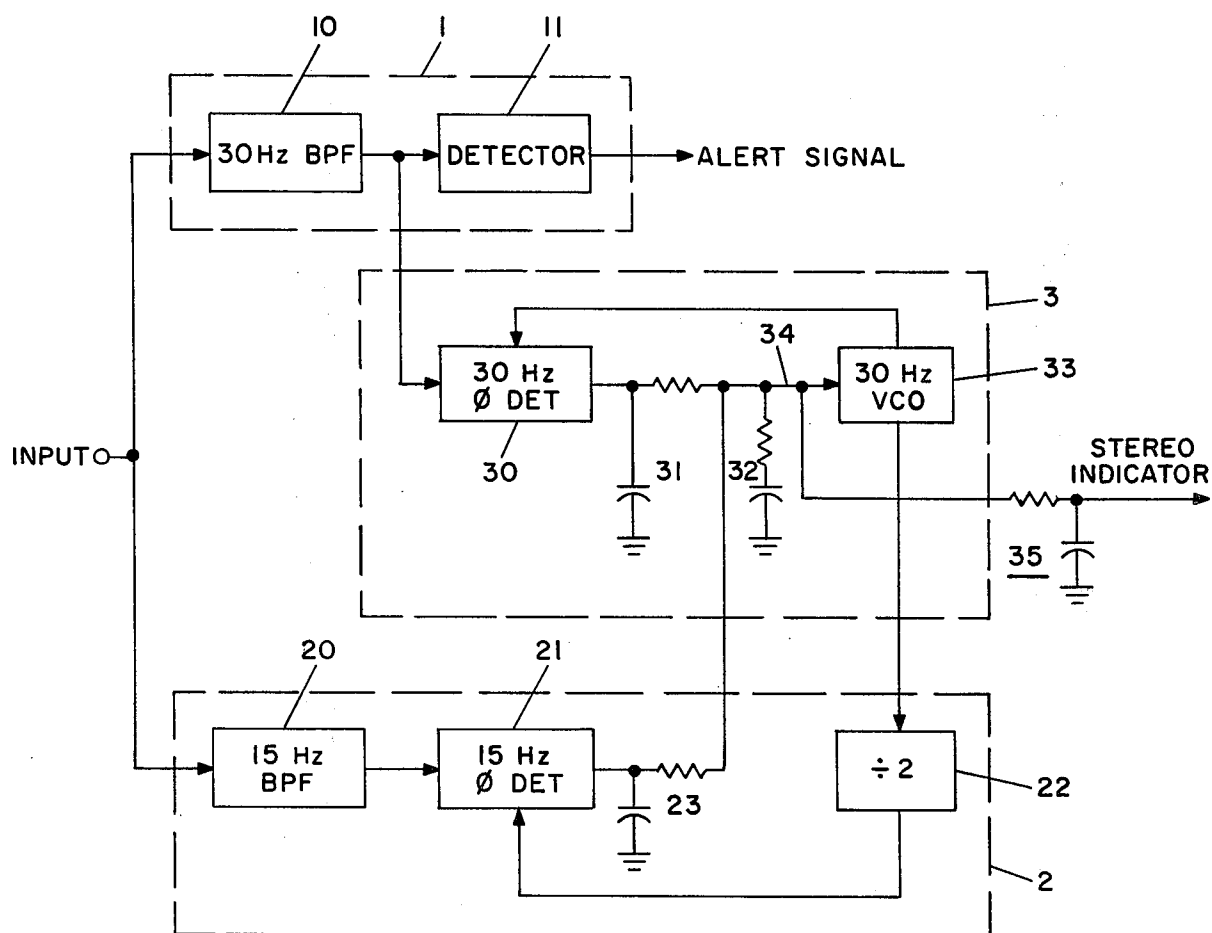 10
1
11
30Hz BPF
DETECTOR
ALERT SIGNAL
3
34
30 Hz
Ø DET
30 Hz
VCO
33
INPUT
30
31
32
STEREO
INDICATOR
35
20
21
15 Hz
BPF
15 Hz
Ø DET
23
÷2
22
2